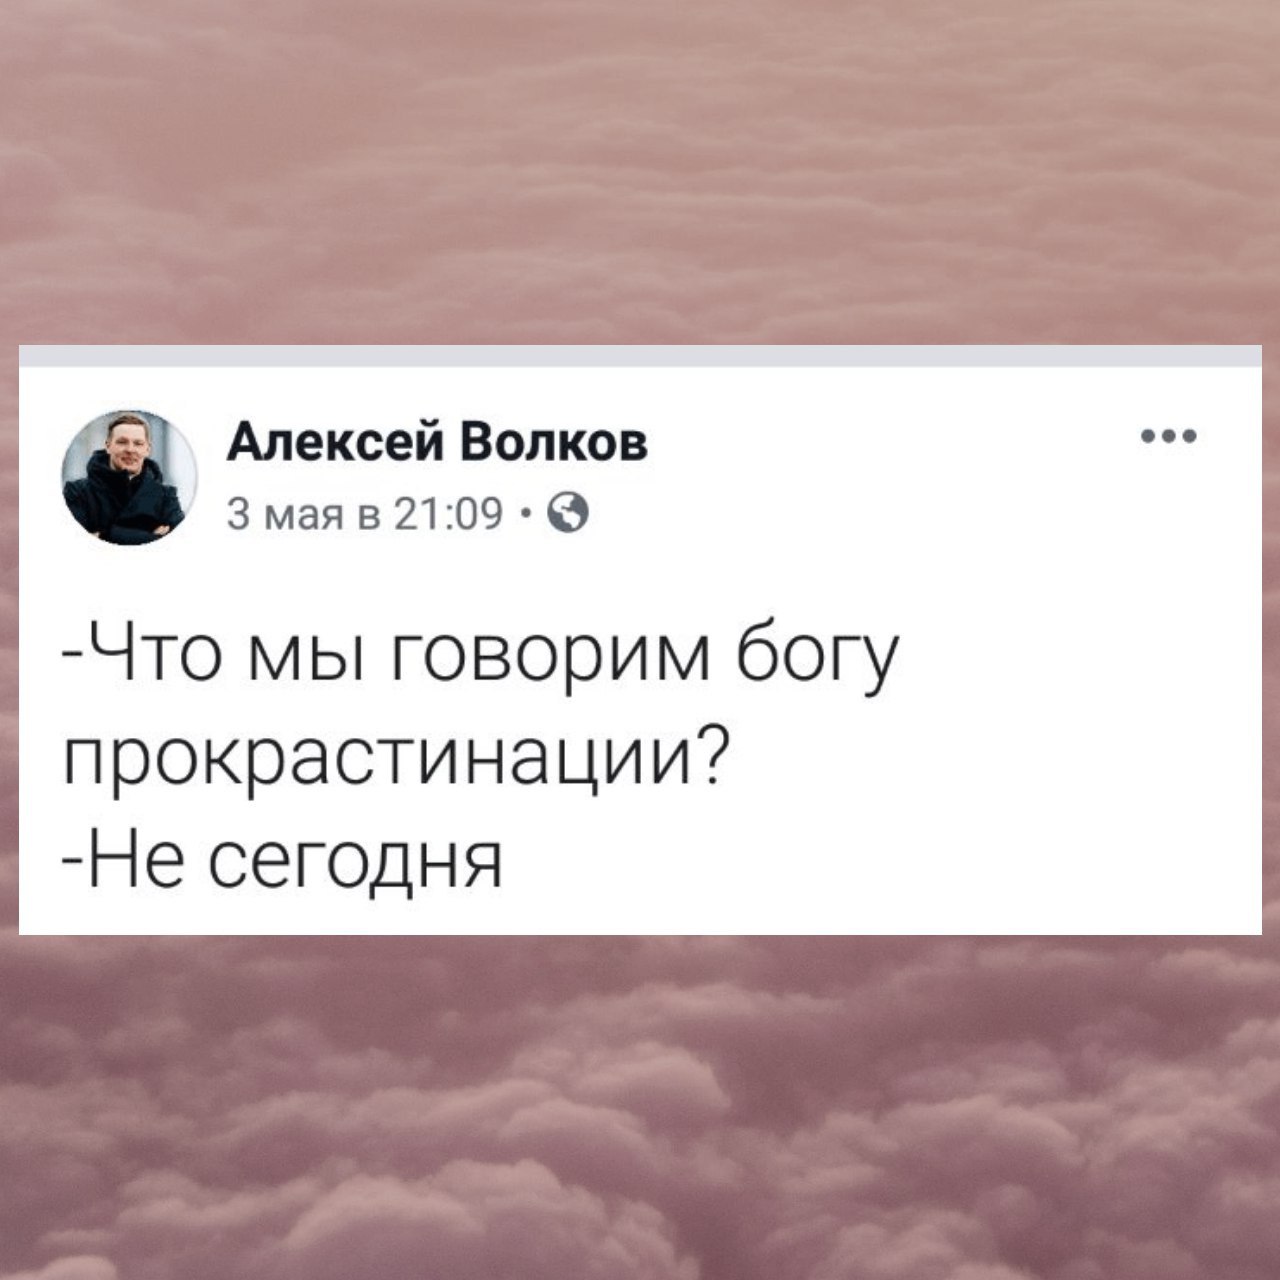 Алексей Волков
3 мая в 21:09 •
-Что мы говорим богу
прокрастинации?
-Не сегодня